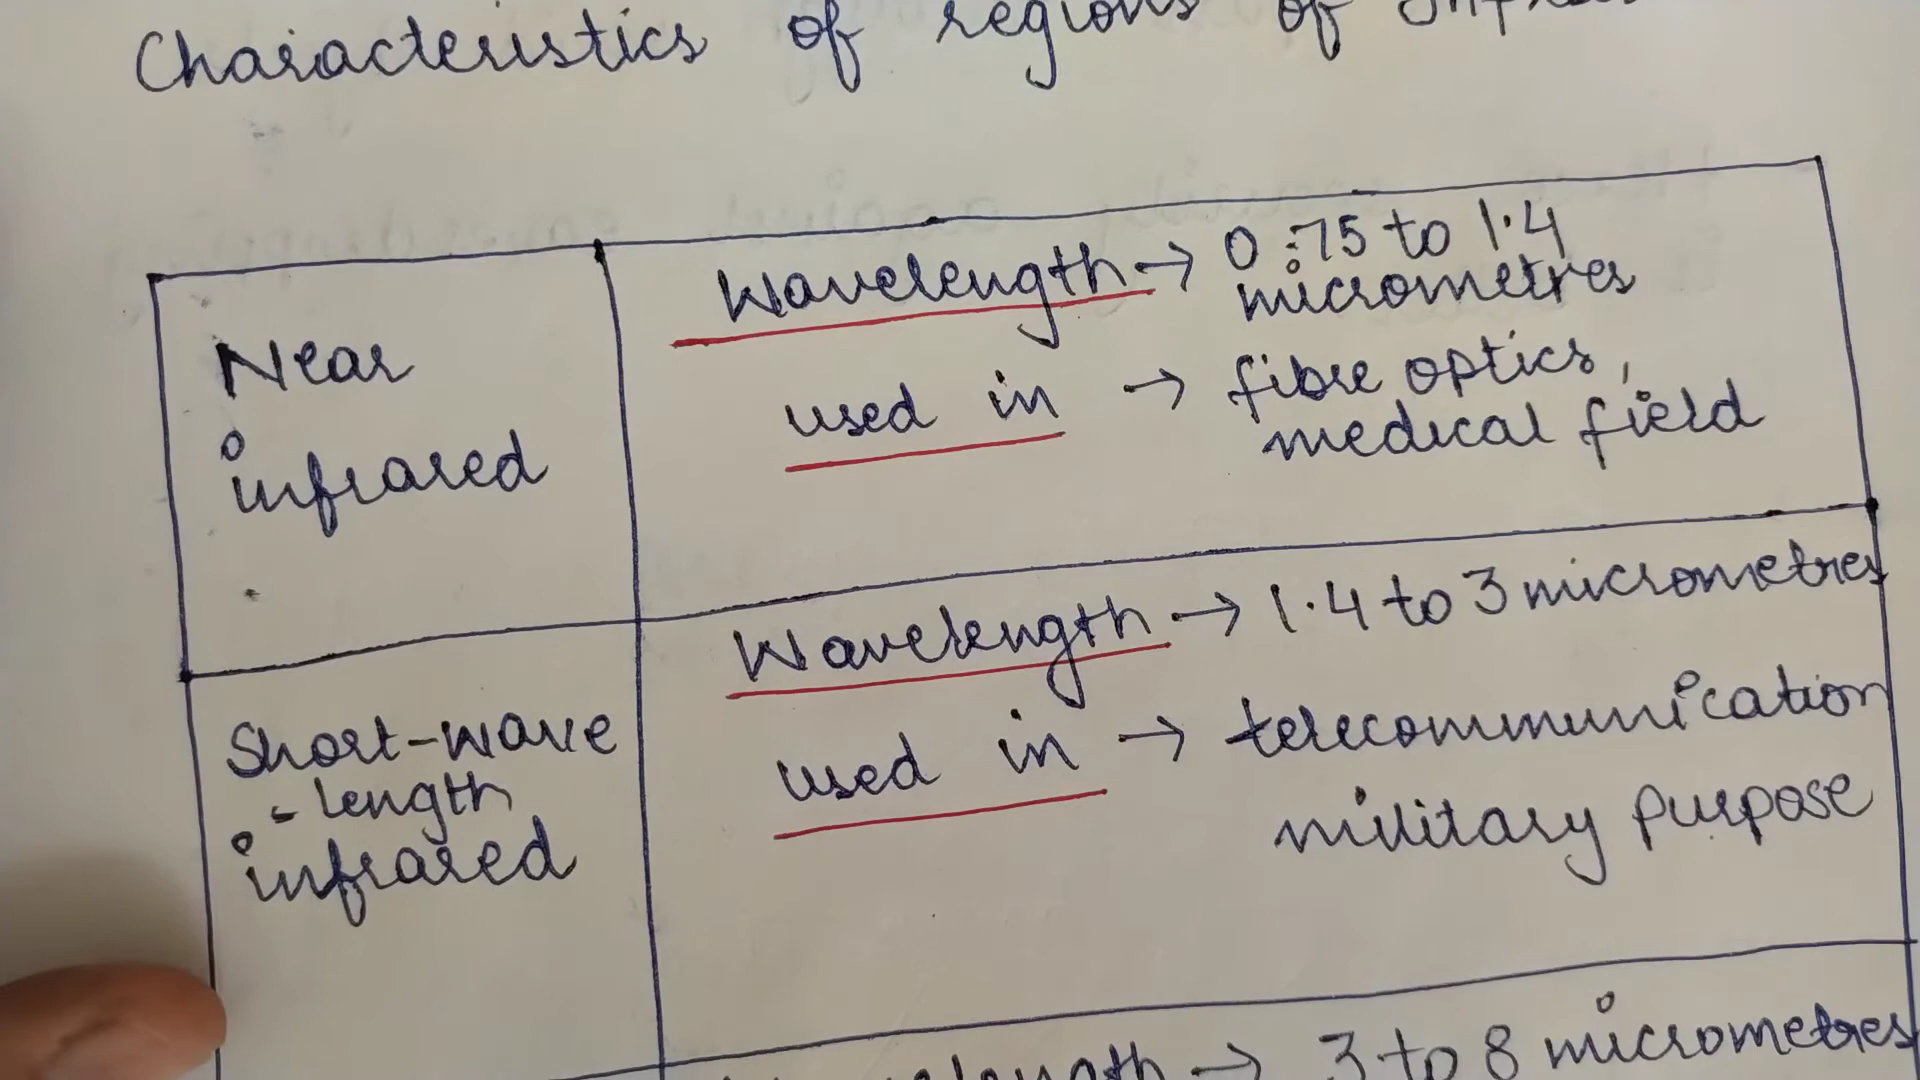 Characteristics of regions of
Near
infrared
Wavelength → 0.75 to 1.4
micrometres
used in → fibre optics,
medical field
Short-wave
-length
infrared
Wavelength → 1.4 to 3 micrometres
used in → telecommunication
military purpose
→ 3 to 8 micrometres